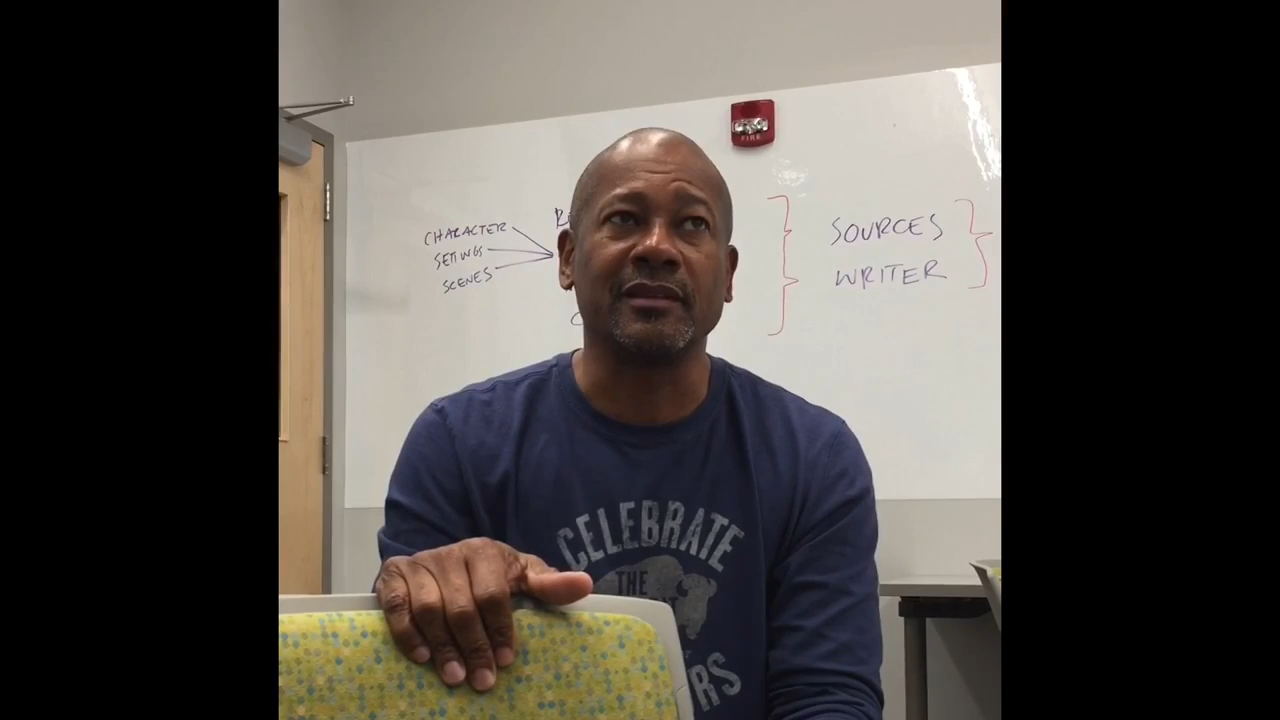 FIRE
CHARACTER
SETTINGS
SCENES
SOURCES
WRITER
CELEBRATE
THE